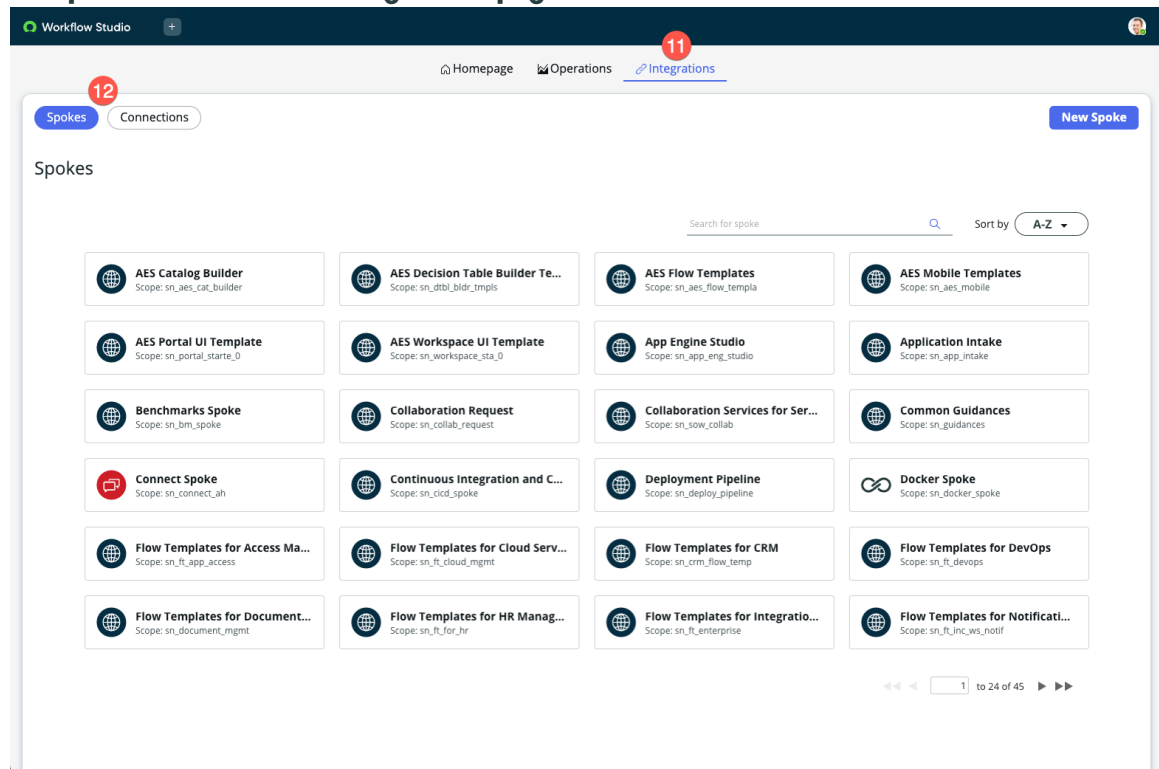 Workflow Studio +
11
Homepage Operations Integrations
12
Spokes Connections New Spoke
Spokes
Search for spoke Sort by A-Z
AES Catalog Builder
Scope: sn_aes_cat_builder
AES Decision Table Builder Te...
Scope: sn_dtbl_bldr_tmpls
AES Flow Templates
Scope: sn_aes_flow_templa
AES Mobile Templates
Scope: sn_aes_mobile
AES Portal UI Template
Scope: sn_portal_starte_0
AES Workspace UI Template
Scope: sn_workspace_sta_0
App Engine Studio
Scope: sn_app_eng_studio
Application Intake
Scope: sn_app_intake
Benchmarks Spoke
Scope: sn_bm_spoke
Collaboration Request
Scope: sn_collab_request
Collaboration Services for Ser...
Scope: sn_sow_collab
Common Guidances
Scope: sn_guidances
Connect Spoke
Scope: sn_connect_ah
Continuous Integration and C...
Scope: sn_cicd_spoke
Deployment Pipeline
Scope: sn_deploy_pipeline
Docker Spoke
Scope: sn_docker_spoke
Flow Templates for Access Ma...
Scope: sn_ft_app_access
Flow Templates for Cloud Serv...
Scope: sn_ft_cloud_mgmt
Flow Templates for CRM
Scope: sn_crm_flow_temp
Flow Templates for DevOps
Scope: sn_ft_devops
Flow Templates for Document...
Scope: sn_document_mgmt
Flow Templates for HR Manag...
Scope: sn_ft_for_hr
Flow Templates for Integratio...
Scope: sn_ft_enterprise
Flow Templates for Notificati...
Scope: sn_ft_inc_ws_notif
1 to 24 of 45